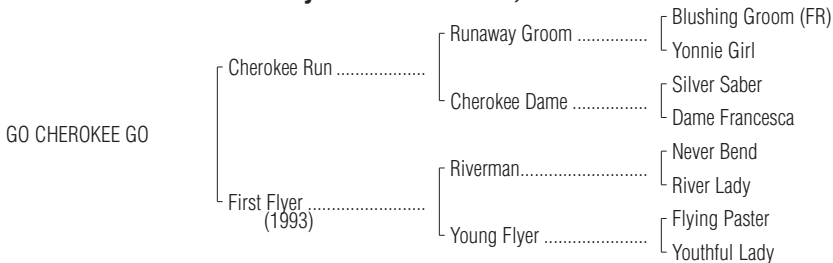 Blushing Groom (FR)
Runaway Groom ...............
Yonnie Girl
Cherokee Run ...................
Silver Saber
Cherokee Dame ................
Dame Francesca
GO CHEROKEE GO
Never Bend
Riverman......................
River Lady
First Flyer .........................
(1993)
Flying Paster
Young Flyer ......................
Youthful Lady